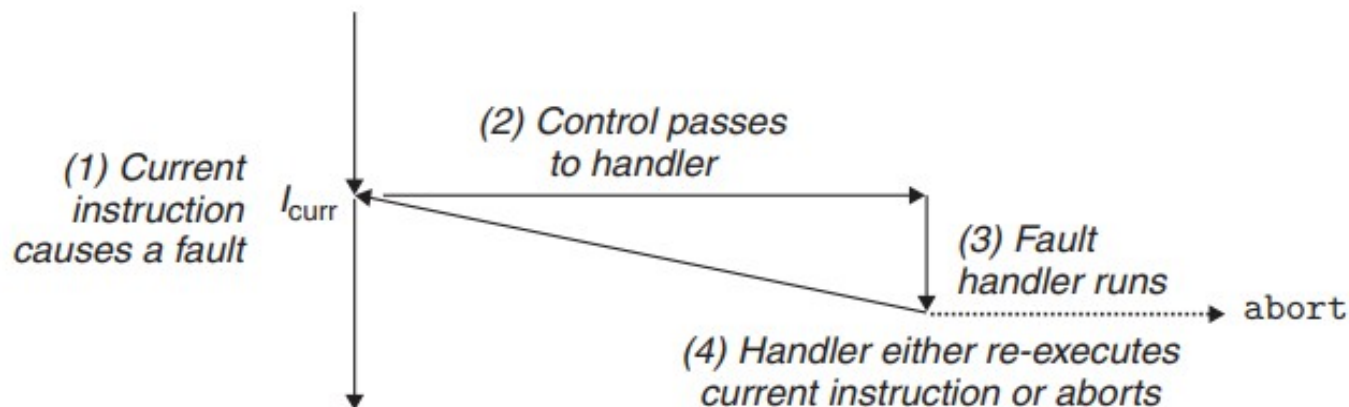 (1) Current
instruction
causes a fault
Icurr
(2) Control passes
to handler
(3) Fault
handler runs
abort
(4) Handler either re-executes
current instruction or aborts